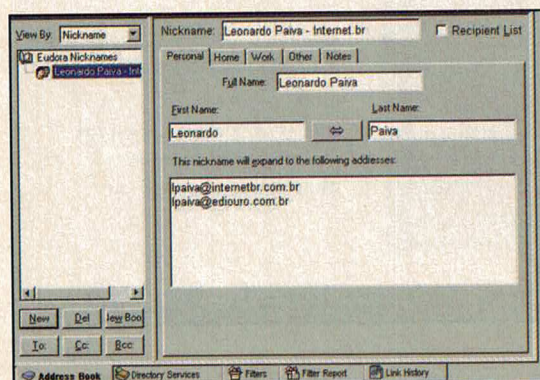 View By: Nickname
Eudora Nicknames
Leonardo Paiva - Int
New Del New Boo
To: Cc: Bcc:
Nickname: Leonardo Paiva - Internet.br Recipient List
Personal Home Work Other Notes
Full Name: Leonardo Paiva
First Name: Last Name:
Leonardo Paiva
This nickname will expand to the following addresses:
lpaiva@internetbr.com.br
lpaiva@ediouro.com.br
Address Book Directory Services Filters Filter Report Link History